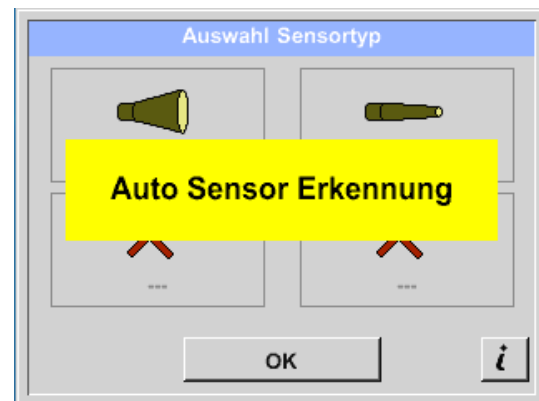 Auswahl Sensortyp
Auto Sensor Erkennung
--- ---
OK
i